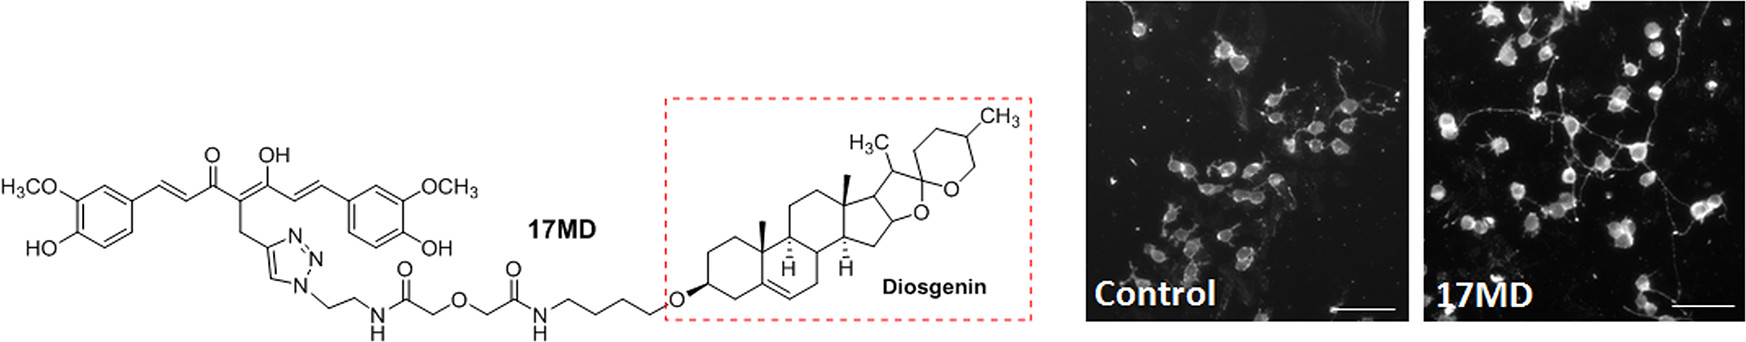 H₃CO
HO
O
OH
OCH₃
OH
N
N
N
O
N
H
O
O
N
H
17MD
O
H
H
H₃C
O
O
CH₃
Diosgenin
Control
17MD